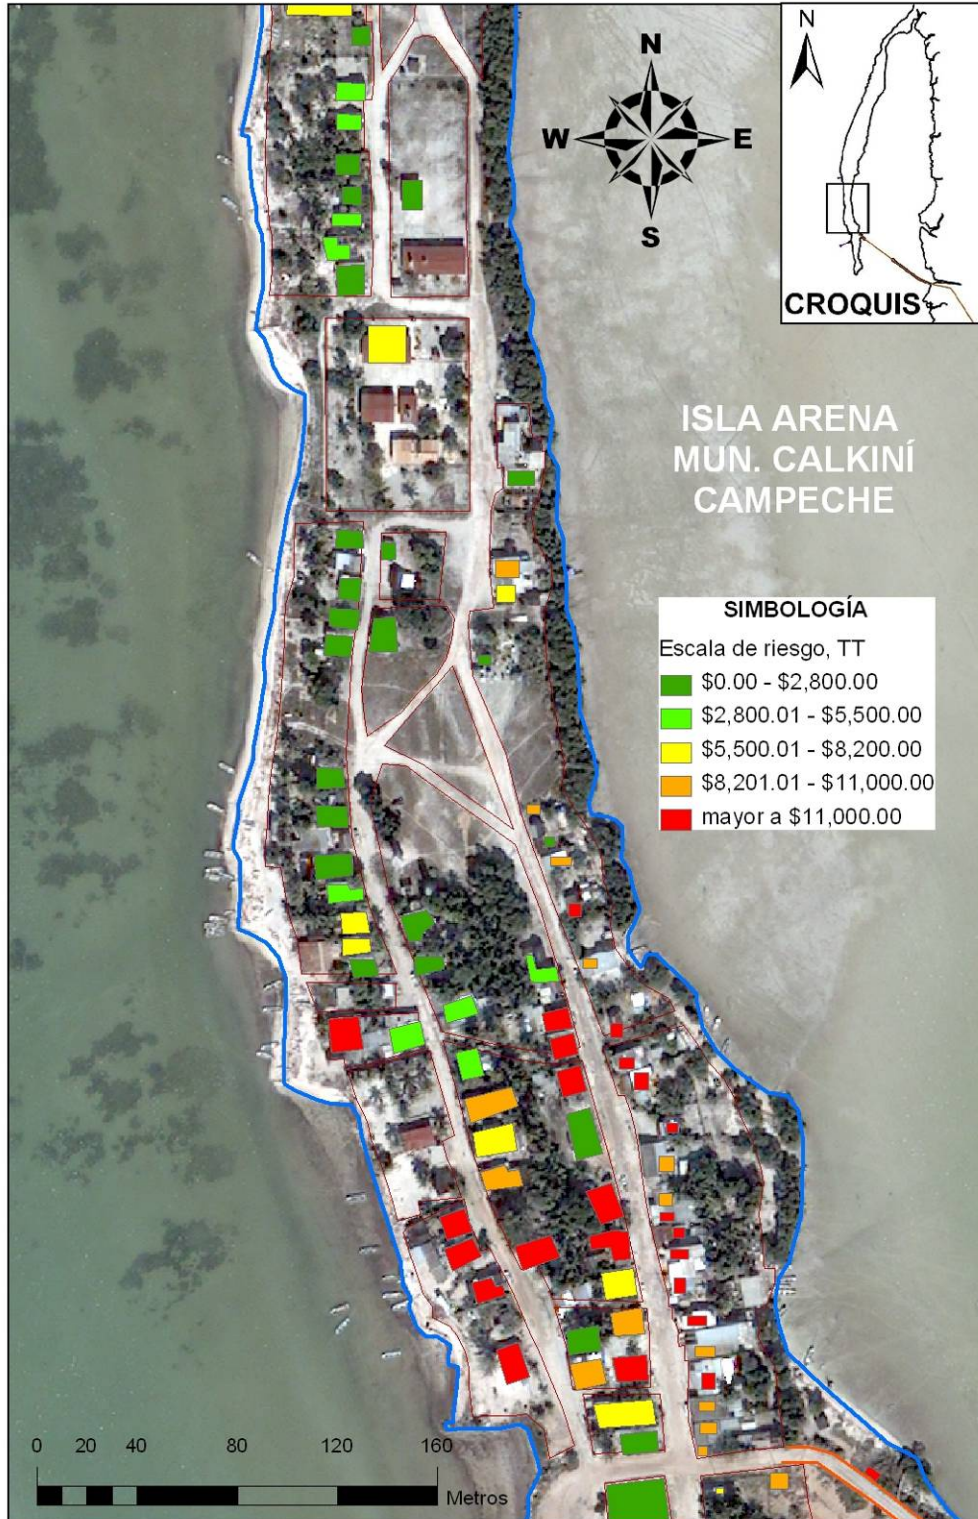 N
N
W
E
S
CROQUIS
ISLA ARENA
MUN. CALKINÍ
CAMPECHE
SIMBOLOGÍA
Escala de riesgo, TT
$0.00 - $2,800.00
$2,800.01 - $5,500.00
$5,500.01 - $8,200.00
$8,201.01 - $11,000.00
mayor a $11,000.00
0 20 40 80 120 160
Metros